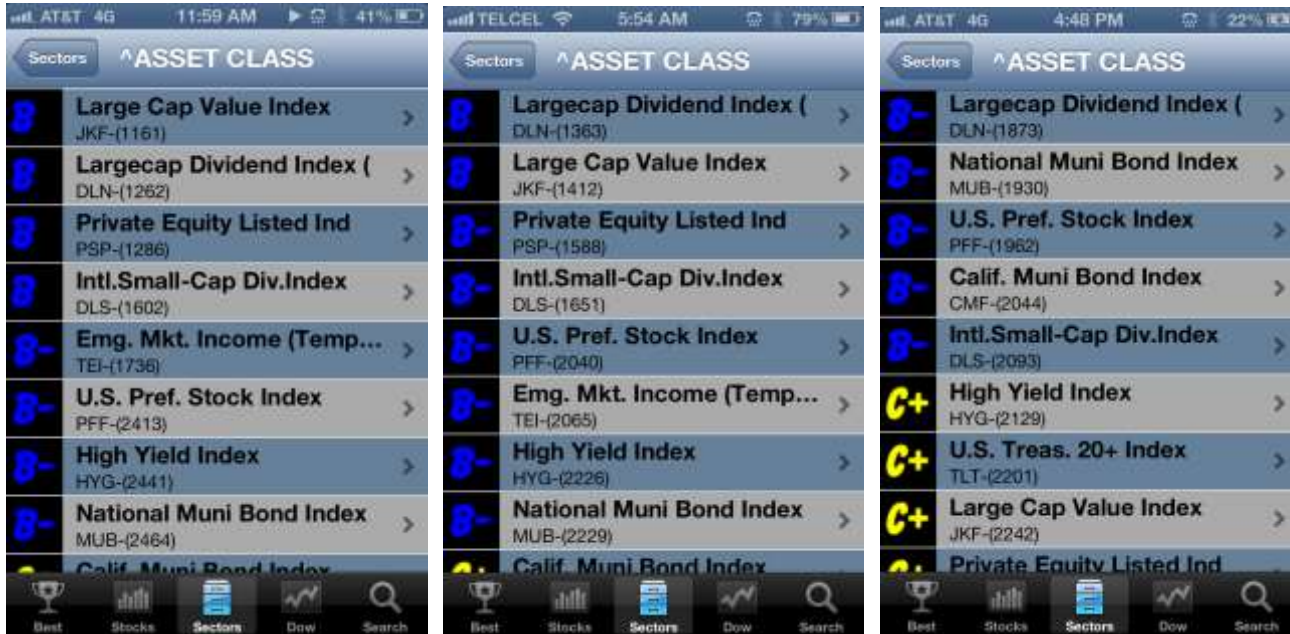 AT&T 4G 11:59 AM 41%
Sectors ^ASSET CLASS
B Large Cap Value Index
JKF-(1161)
B Largecap Dividend Index (
DLN-(1262)
B Private Equity Listed Ind
PSP-(1286)
B Intl.Small-Cap Div.Index
DLS-(1602)
B- Emg. Mkt. Income (Temp...
TEI-(1736)
B- U.S. Pref. Stock Index
PFF-(2413)
B- High Yield Index
HYG-(2441)
B- National Muni Bond Index
MUB-(2464)
Calif. Muni Bond Index
Best Stocks Sectors Dow Search
TELCEL 5:54 AM 79%
Sectors ^ASSET CLASS
B Largecap Dividend Index (
DLN-(1363)
B Large Cap Value Index
JKF-(1412)
B- Private Equity Listed Ind
PSP-(1588)
B- Intl.Small-Cap Div.Index
DLS-(1651)
B- U.S. Pref. Stock Index
PFF-(2040)
B- Emg. Mkt. Income (Temp...
TEI-(2065)
B- High Yield Index
HYG-(2226)
B- National Muni Bond Index
MUB-(2229)
Calif. Muni Bond Index
Best Stocks Sectors Dow Search
AT&T 4G 4:48 PM 22%
Sectors ^ASSET CLASS
B- Largecap Dividend Index (
DLN-(1873)
B- National Muni Bond Index
MUB-(1930)
B- U.S. Pref. Stock Index
PFF-(1962)
B- Calif. Muni Bond Index
CMF-(2044)
B- Intl.Small-Cap Div.Index
DLS-(2093)
C+ High Yield Index
HYG-(2129)
C+ U.S. Treas. 20+ Index
TLT-(2201)
C+ Large Cap Value Index
JKF-(2242)
Private Equity Listed Ind
Best Stocks Sectors Dow Search